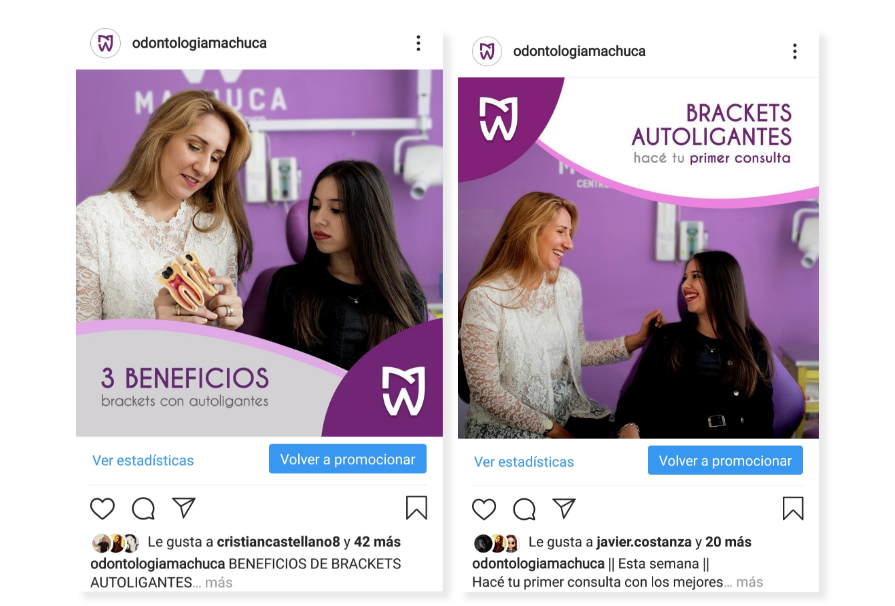 odontologiamachuca
MACHUCA
3 BENEFICIOS
brackets con autoligantes
Ver estadísticas
Volver a promocionar
Le gusta a cristiancastellano8 y 42 más
odontologiamachuca BENEFICIOS DE BRACKETS
AUTOLIGANTES... más
odontologiamachuca
BRACKETS
AUTOLIGANTES
hacé tu primer consulta
Ver estadísticas
Volver a promocionar
Le gusta a javier.costanza y 20 más
odontologiamachuca || Esta semana ||
Hacé tu primer consulta con los mejores... más